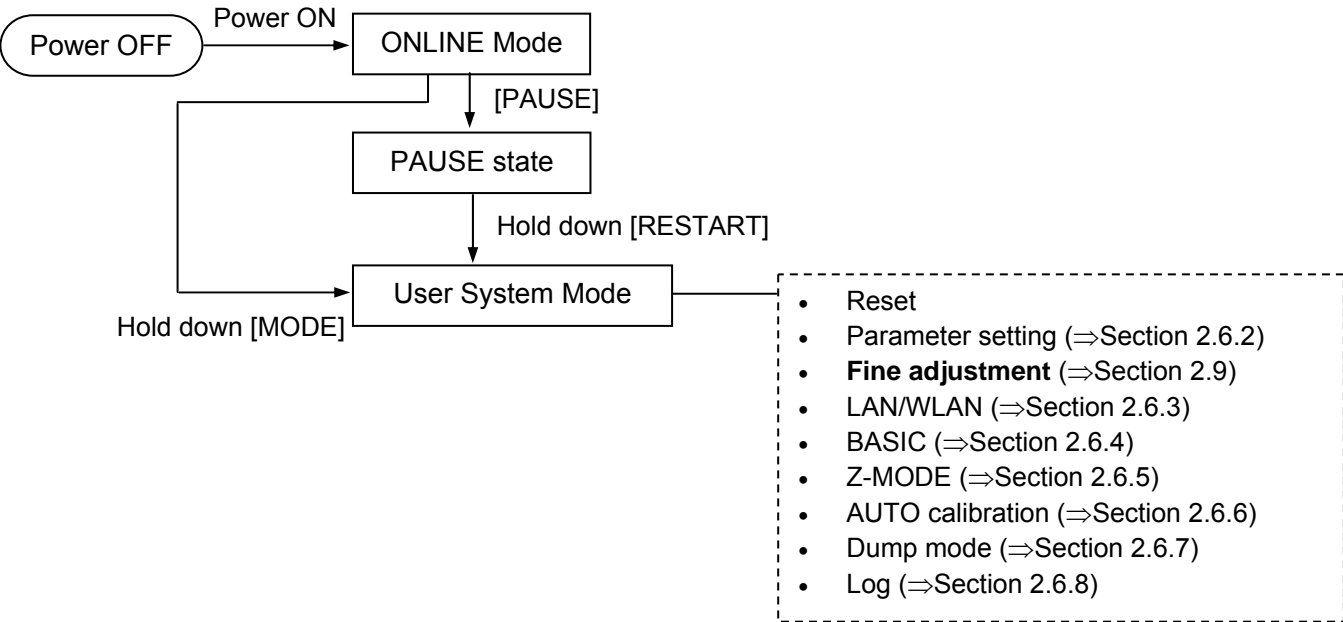 Power OFF
Power ON
ONLINE Mode
[PAUSE]
PAUSE state
Hold down [RESTART]
User System Mode
Hold down [MODE]
• Reset
• Parameter setting (⇒Section 2.6.2)
• Fine adjustment (⇒Section 2.9)
• LAN/WLAN (⇒Section 2.6.3)
• BASIC (⇒Section 2.6.4)
• Z-MODE (⇒Section 2.6.5)
• AUTO calibration (⇒Section 2.6.6)
• Dump mode (⇒Section 2.6.7)
• Log (⇒Section 2.6.8)